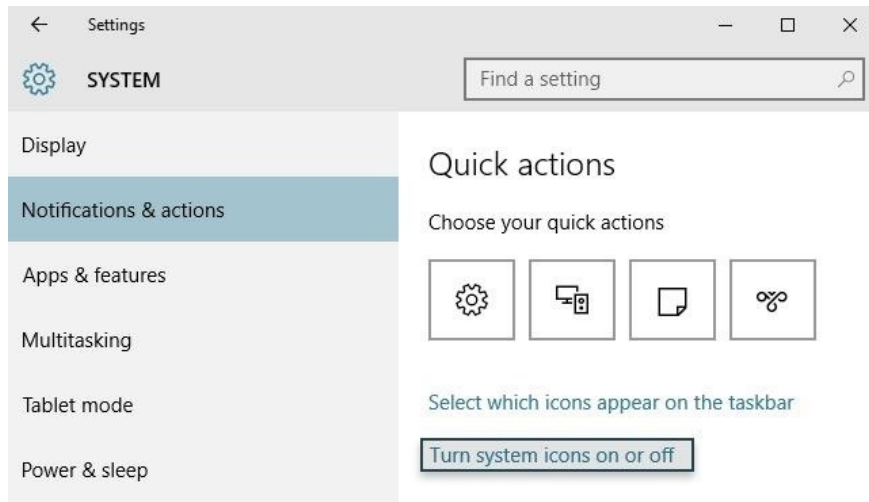 Settings
SYSTEM
Find a setting
Display
Notifications & actions
Apps & features
Multitasking
Tablet mode
Power & sleep
Quick actions
Choose your quick actions
Select which icons appear on the taskbar
Turn system icons on or off